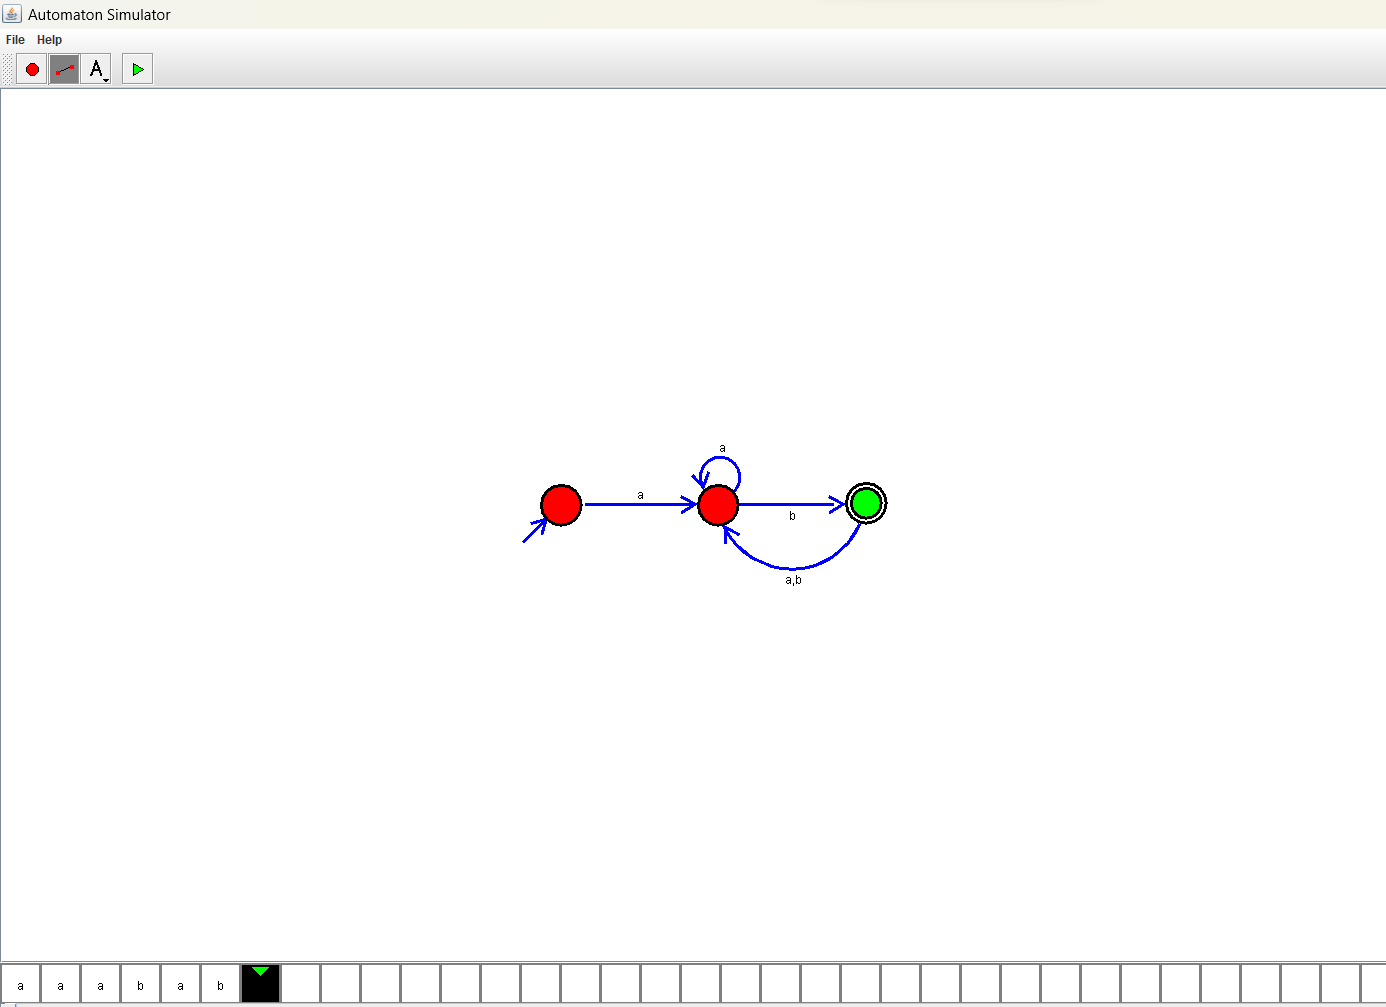 Automaton Simulator
File Help
A
a
a
b
a,b
a a a b a b